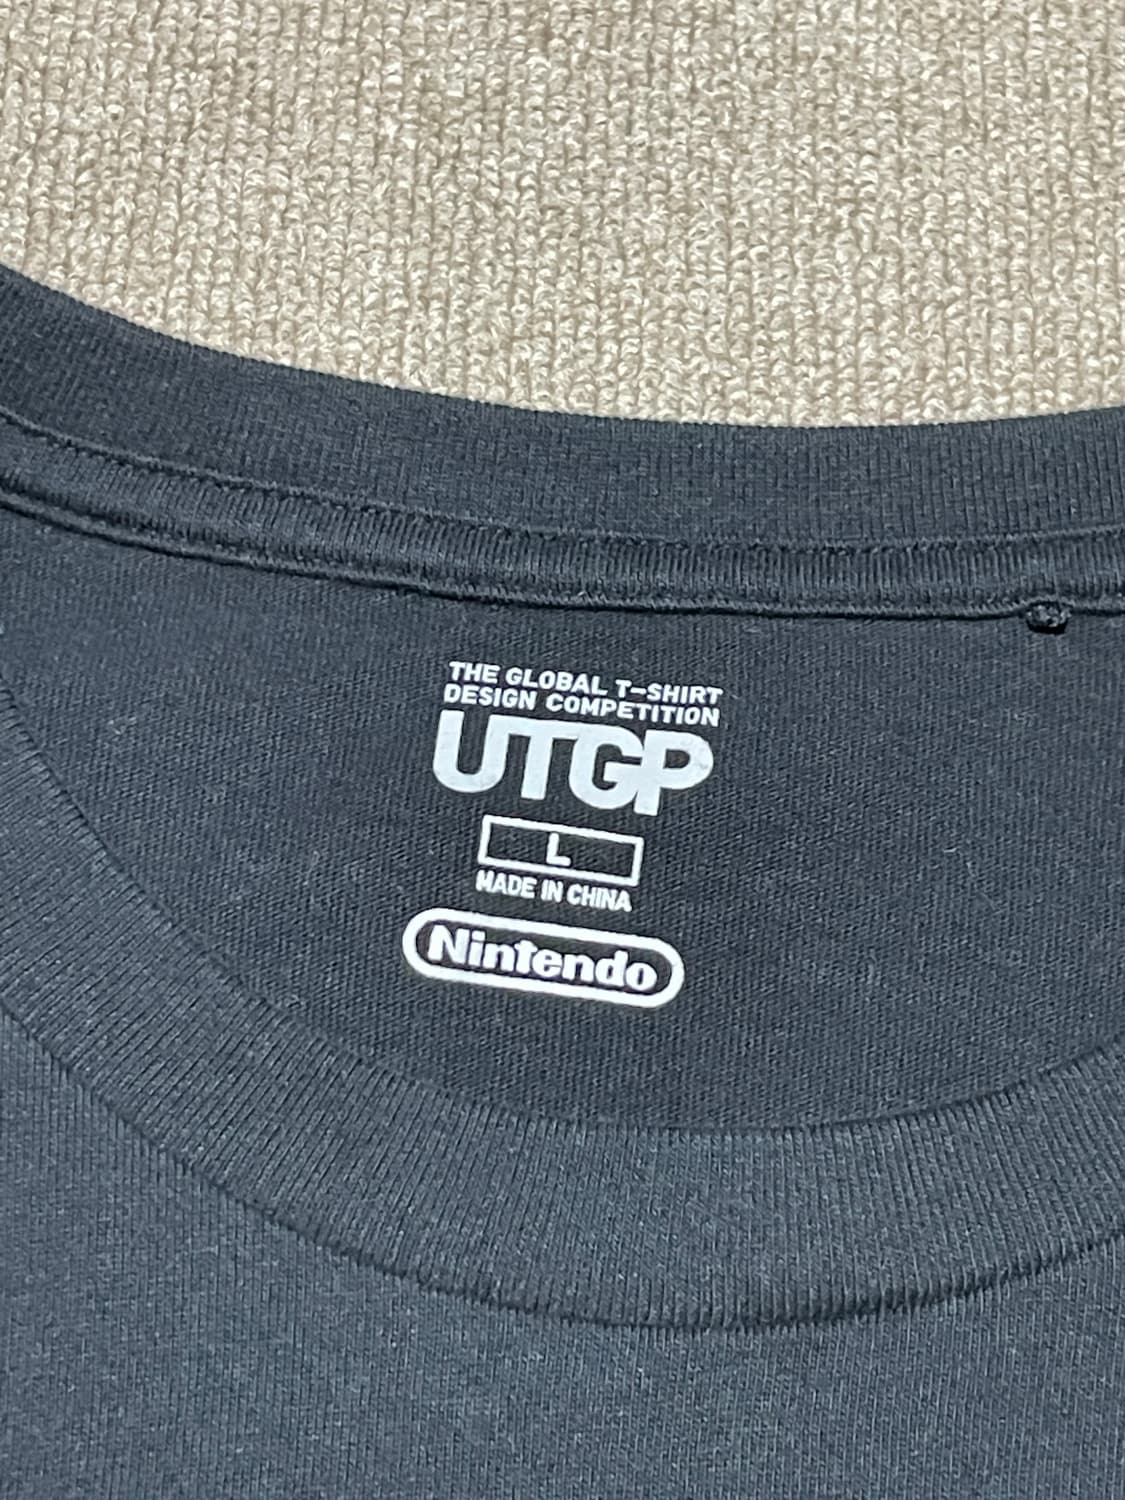 THE GLOBAL T-SHIRT
DESIGN COMPETITION
UTGP
L
MADE IN CHINA
Nintendo